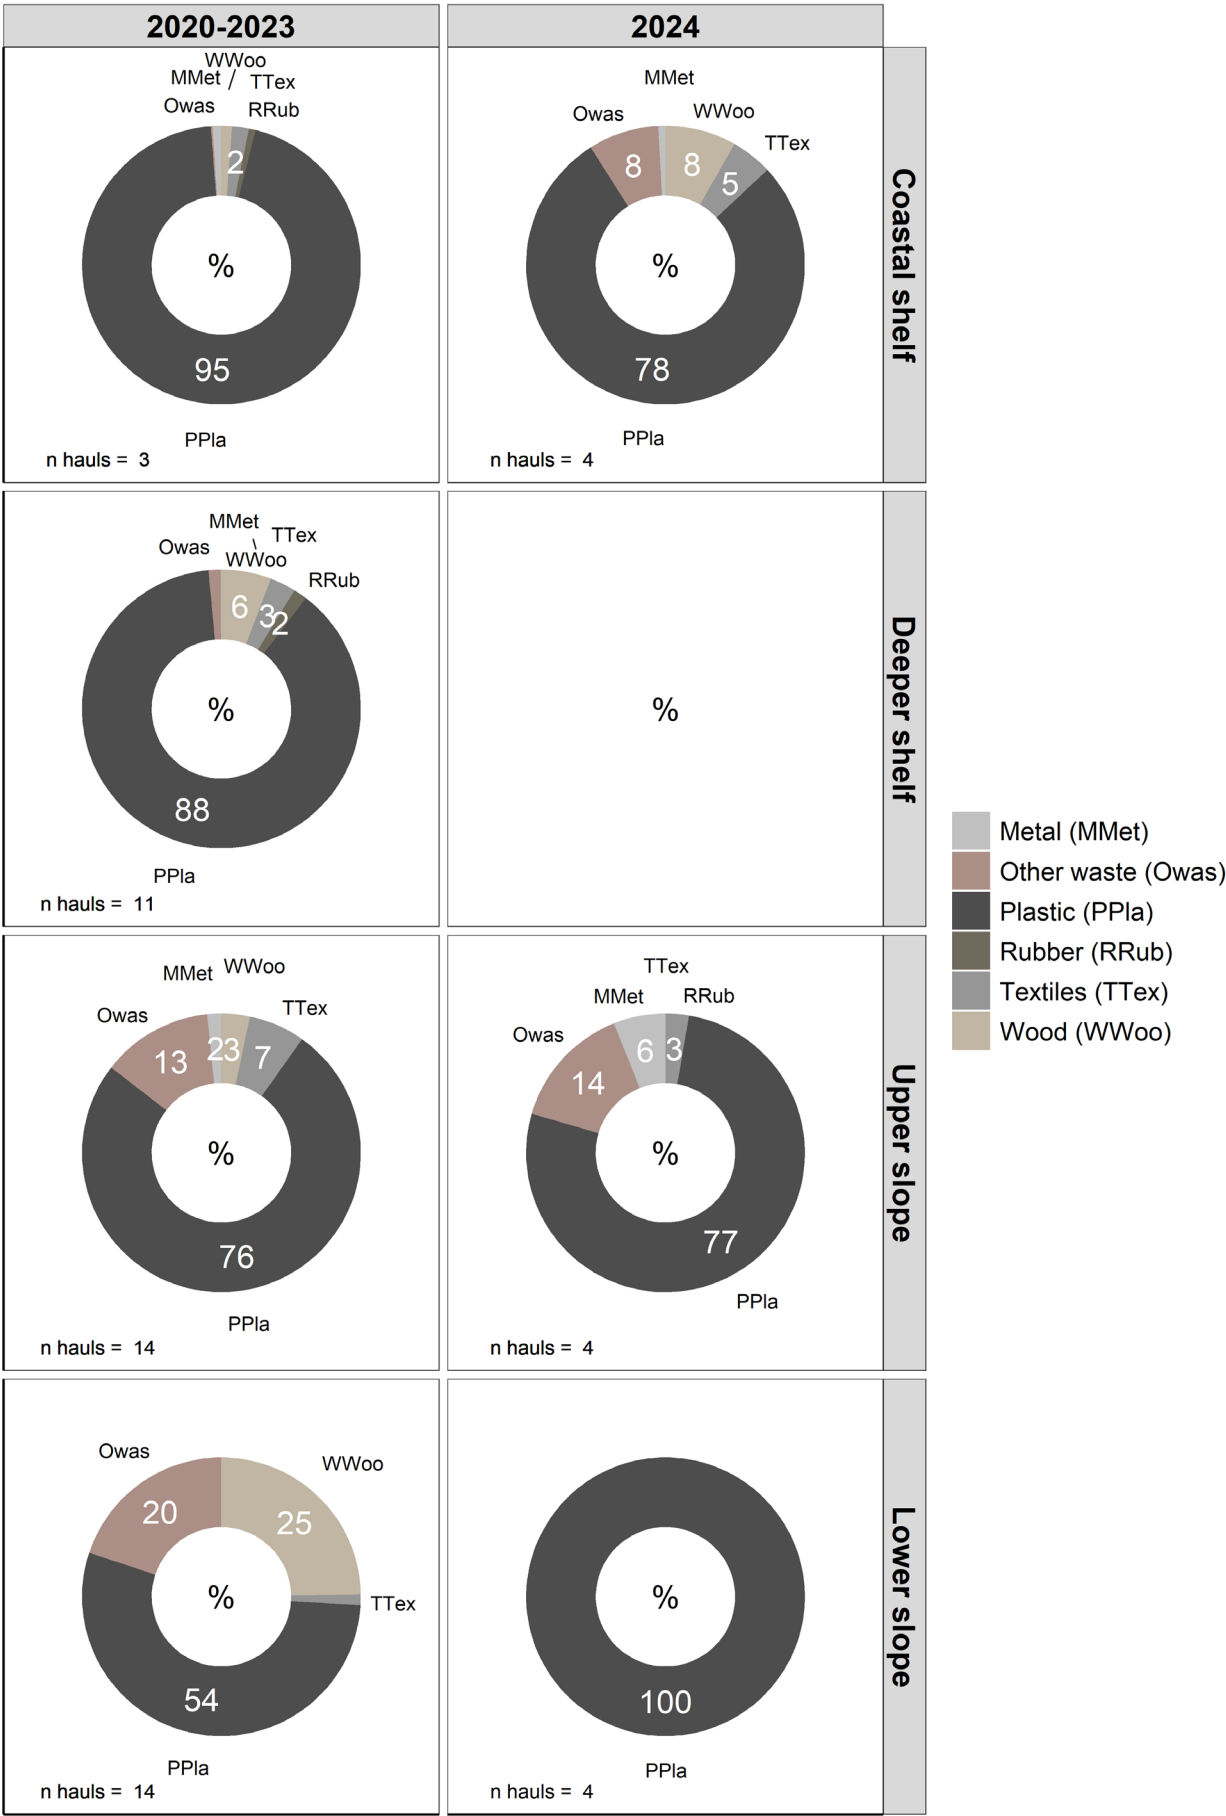 2020-2023
2024
WWoo
MMet / TTex
Owas RRub
2
%
95
PPla
n hauls = 3
MMet
Owas WWoo
TTex
8 8
5
%
78
PPla
n hauls = 4
Coastal shelf
MMet TTex
Owas WWoo
RRub
6 3 2
%
88
PPla
n hauls = 11
%
Deeper shelf
MMet WWoo
Owas TTex
13 2 3 7
%
76
PPla
n hauls = 14
TTex
MMet RRub
Owas
6 3
14
%
77
PPla
n hauls = 4
Upper slope
Owas WWoo
20 25
%
TTex
54
PPla
n hauls = 14
%
100
PPla
n hauls = 4
Lower slope
Metal (MMet)
Other waste (Owas)
Plastic (PPla)
Rubber (RRub)
Textiles (TTex)
Wood (WWoo)